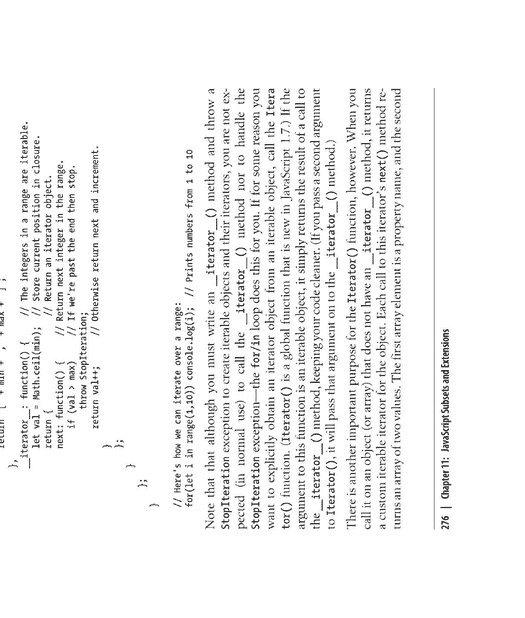 return "[" + min + "," + max + "]";
},
__iterator__: function() { // The integers in a range are iterable.
let val = Math.ceil(min); // Store current position in closure.
return { // Return an iterator object.
next: function() { // Return next integer in the range.
if (val > max) // If we're past the end then stop.
throw StopIteration;
return val++; // Otherwise return next and increment.
}
};
}
};
}
// Here's how we can iterate over a range:
for(let i in range(1,10)) console.log(i); // Prints numbers from 1 to 10
Note that that although you must write an __iterator__() method and throw a
StopIteration exception to create iterable objects and their iterators, you are not ex-
pected (in normal use) to call the __iterator__() method nor to handle the
StopIteration exception—the for/in loop does this for you. If for some reason you
want to explicitly obtain an iterator object from an iterable object, call the Itera
tor() function. (Iterator() is a global function that is new in JavaScript 1.7.) If the
argument to this function is an iterable object, it simply returns the result of a call to
the __iterator__() method, keeping your code cleaner. (If you pass a second argument
to Iterator(), it will pass that argument on to the __iterator__() method.)
There is another important purpose for the Iterator() function, however. When you
call it on an object (or array) that does not have an __iterator__() method, it returns
a custom iterable iterator for the object. Each call to this iterator's next() method re-
turns an array of two values. The first array element is a property name, and the second
276 | Chapter 11: JavaScript Subsets and Extensions